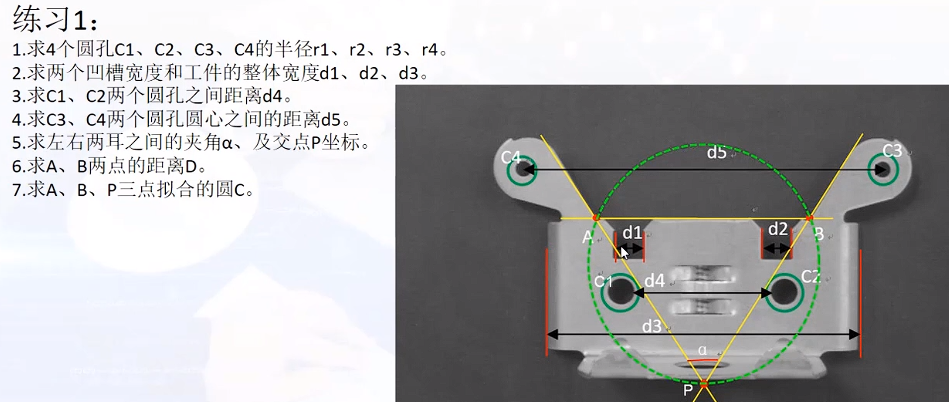 练习1：
1.求4个圆孔C1、C2、C3、C4的半径r1、r2、r3、r4。
2.求两个凹槽宽度和工件的整体宽度d1、d2、d3。
3.求C1、C2两个圆孔之间距离d4。
4.求C3、C4两个圆孔圆心之间的距离d5。
5.求左右两耳之间的夹角α、及交点P坐标。
6.求A、B两点的距离D。
7.求A、B、P三点拟合的圆C。
C4
d5
C3
A
d1
d2
B
C1
d4
C2
d3
α
P